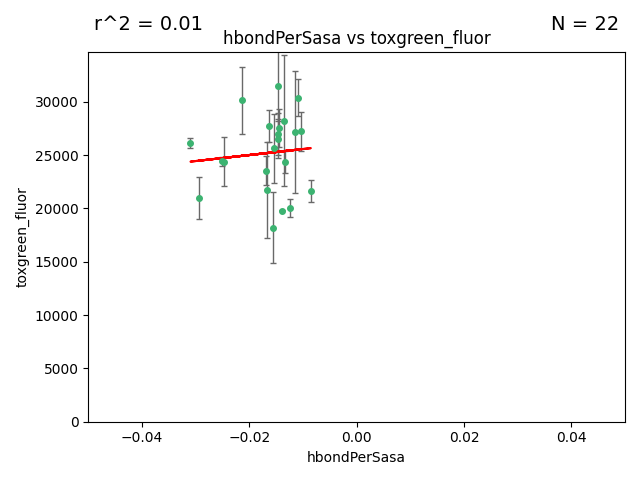 r^2 = 0.01
N = 22
hbondPerSasa vs toxgreen_fluor
toxgreen_fluor
30000
25000
20000
15000
10000
5000
0
−0.04
−0.02
0.00
0.02
0.04
hbondPerSasa